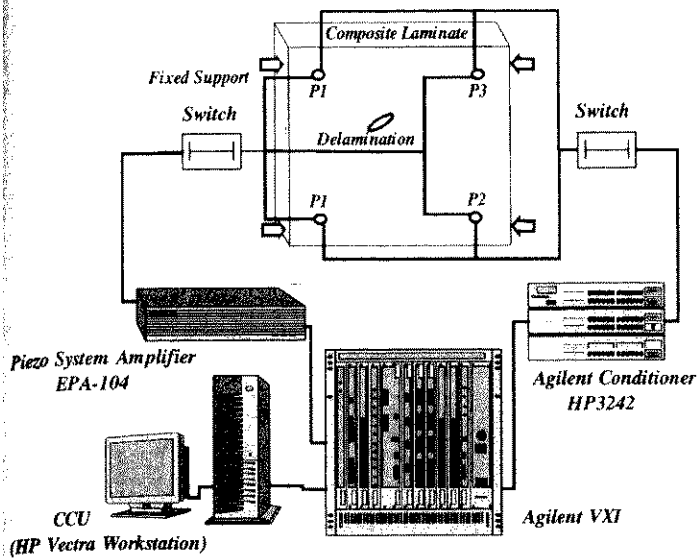 Composite Laminate
Fixed Support
P1
P3
Switch
Switch
Delamination
P1
P2
Piezo System Amplifier
EPA-104
Agilent Conditioner
HP3242
CCU
(HP Vectra Workstation)
Agilent VXI